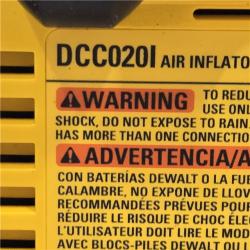 DCC020I AIR INFLATO
WARNING TO REDU
USE ONL
SHOCK, DO NOT EXPOSE TO RAIN,
HAS MORE THAN ONE CONNECTION
ADVERTENCIA/A
CON BATERÍAS DEWALT O LA FU
CALAMBRE, NO EXPONE DE LLOV
RECOMMANDÉES PRÉVUES POUR
RÉDUIRE LE RISQUE DE CHOC ÉLE
L'UTILISATEUR DOIT LIRE LE MOD
AVEC BLOCS-PILES DEWALT O